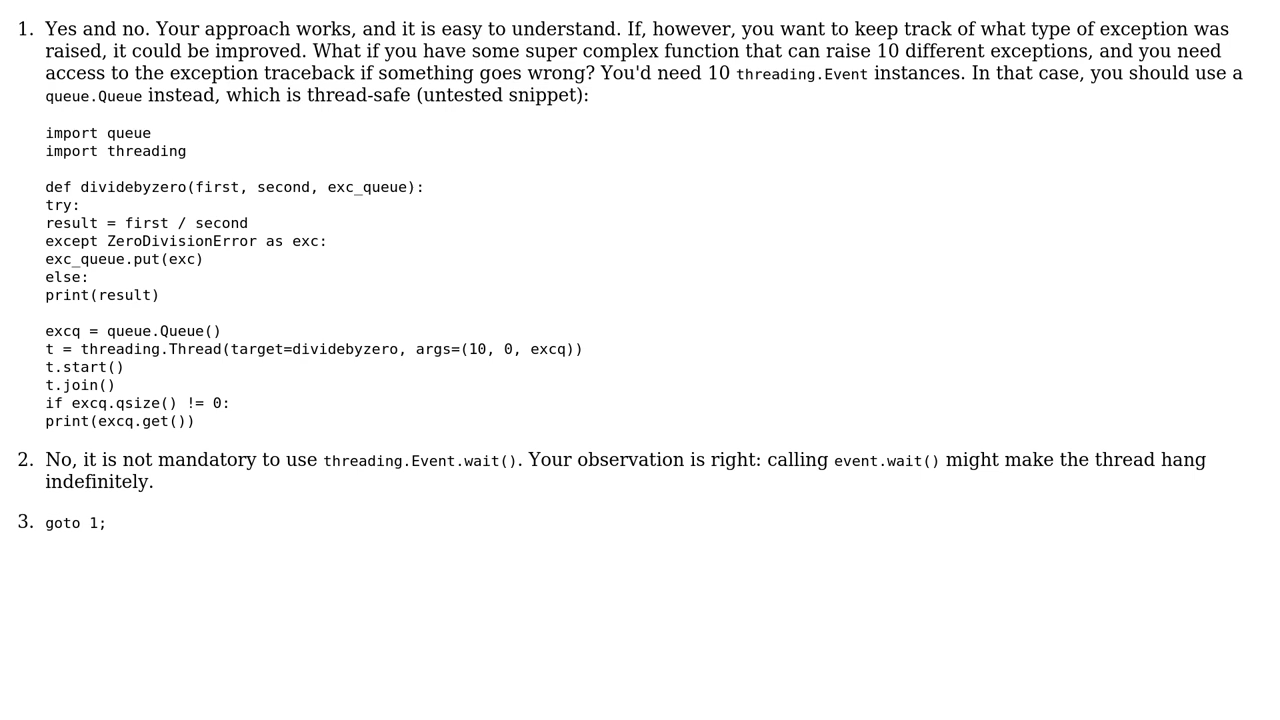 1. Yes and no. Your approach works, and it is easy to understand. If, however, you want to keep track of what type of exception was
raised, it could be improved. What if you have some super complex function that can raise 10 different exceptions, and you need
access to the exception traceback if something goes wrong? You'd need 10 threading.Event instances. In that case, you should use a
queue.Queue instead, which is thread-safe (untested snippet):
import queue
import threading
def dividebyzero(first, second, exc_queue):
try:
result = first / second
except ZeroDivisionError as exc:
exc_queue.put(exc)
else:
print(result)
excq = queue.Queue()
t = threading.Thread(target=dividebyzero, args=(10, 0, excq))
t.start()
t.join()
if excq.qsize() != 0:
print(excq.get())
2. No, it is not mandatory to use threading.Event.wait(). Your observation is right: calling event.wait() might make the thread hang
indefinitely.
3. goto 1;